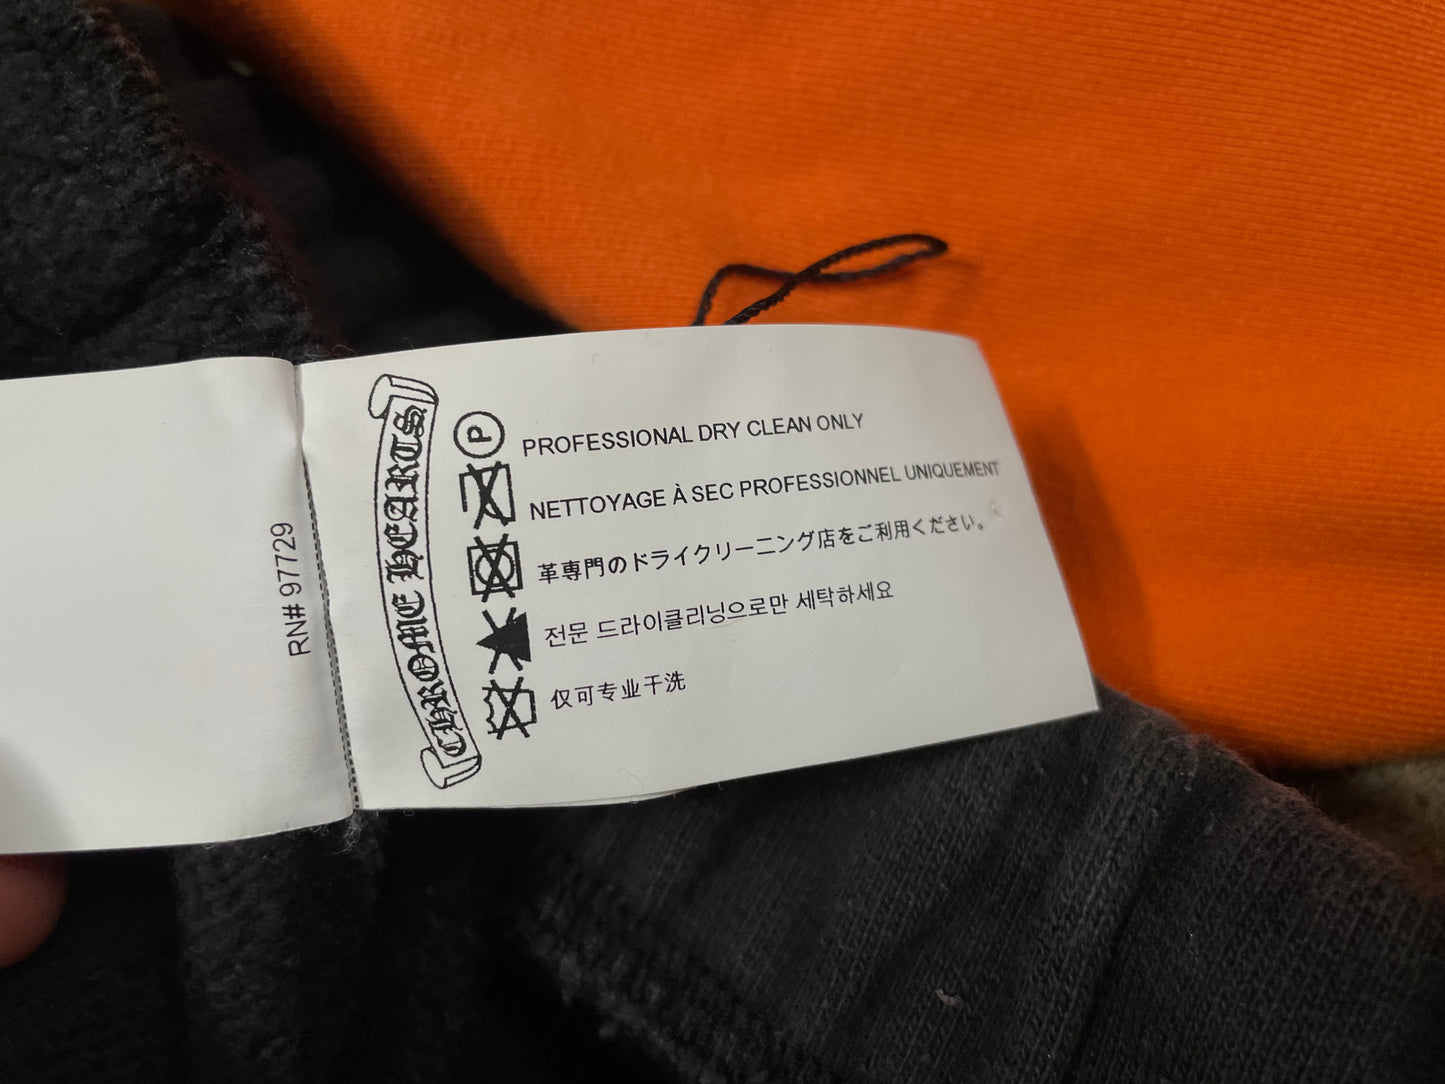 RN# 97729
CHROME HEARTS
P
PROFESSIONAL DRY CLEAN ONLY
NETTOYAGE À SEC PROFESSIONNEL UNIQUEMENT
革専門のドライクリーニング店をご利用ください。
전문 드라이클리닝으로만 세탁하세요
仅可专业干洗